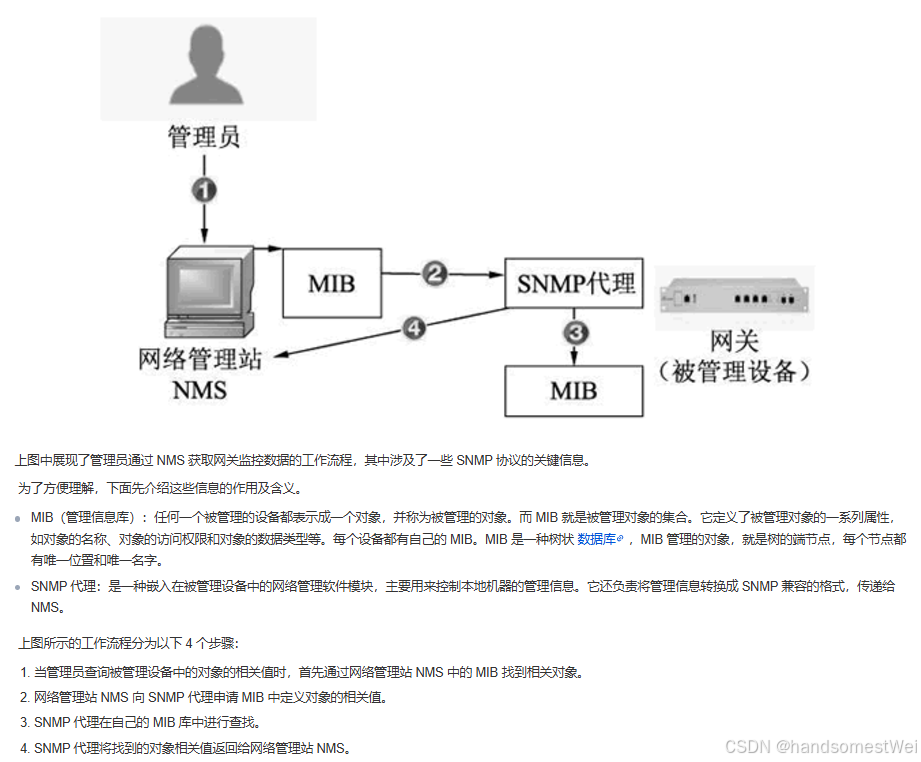 管理员
1
MIB
2
SNMP代理
4
3
网络管理站
NMS
网关
（被管理设备）
MIB
上图中展现了管理员通过 NMS 获取网关监控数据的工作流程，其中涉及了一些 SNMP 协议的关键信息。
为了方便理解，下面先介绍这些信息的作用及含义。
MIB（管理信息库）：任何一个被管理的设备都表示成一个对象，并称为被管理的对象。而 MIB 就是被管理对象的集合。它定义了被管理对象的一系列属性，
如对象的名称、对象的访问权限和对象的数据类型等。每个设备都有自己的 MIB。MIB 是一种树状 数据库，MIB 管理的对象，就是树的端节点，每个节点都
有唯一位置和唯一名字。
SNMP 代理：是一种嵌入在被管理设备中的网络管理软件模块，主要用来控制本地机器的管理信息。它还负责将管理信息转换成 SNMP 兼容的格式，传递给
NMS。
上图所示的工作流程分为以下 4 个步骤：
1. 当管理员查询被管理设备中的对象的相关值时，首先通过网络管理站 NMS 中的 MIB 找到相关对象。
2. 网络管理站 NMS 向 SNMP 代理申请 MIB 中定义对象的相关值。
3. SNMP 代理在自己的 MIB 库中进行查找。
4. SNMP 代理将找到的对象相关值返回给网络管理站 NMS。
CSDN @handsomestWei